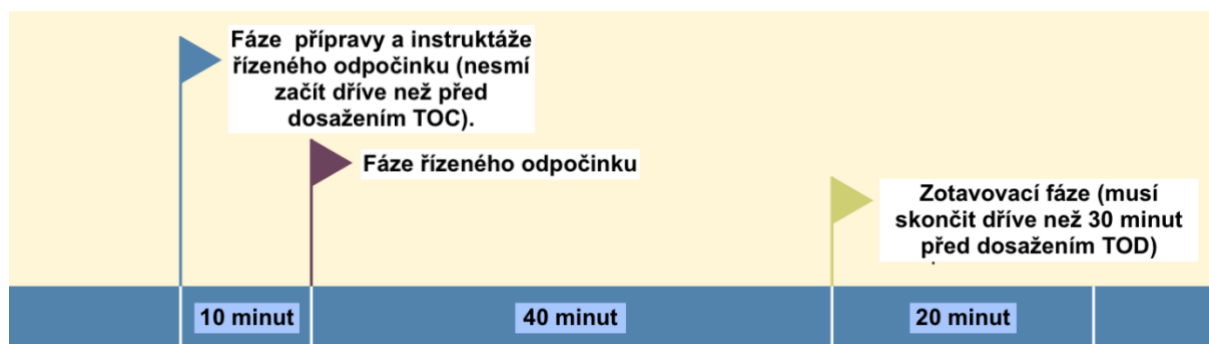 Fáze přípravy a instruktáže
řízeného odpočinku (nesmí
začít dříve než před
dosažením TOC).
Fáze řízeného odpočinku
Zotavovací fáze (musí
skončit dříve než 30 minut
před dosažením TOD)
10 minut
40 minut
20 minut